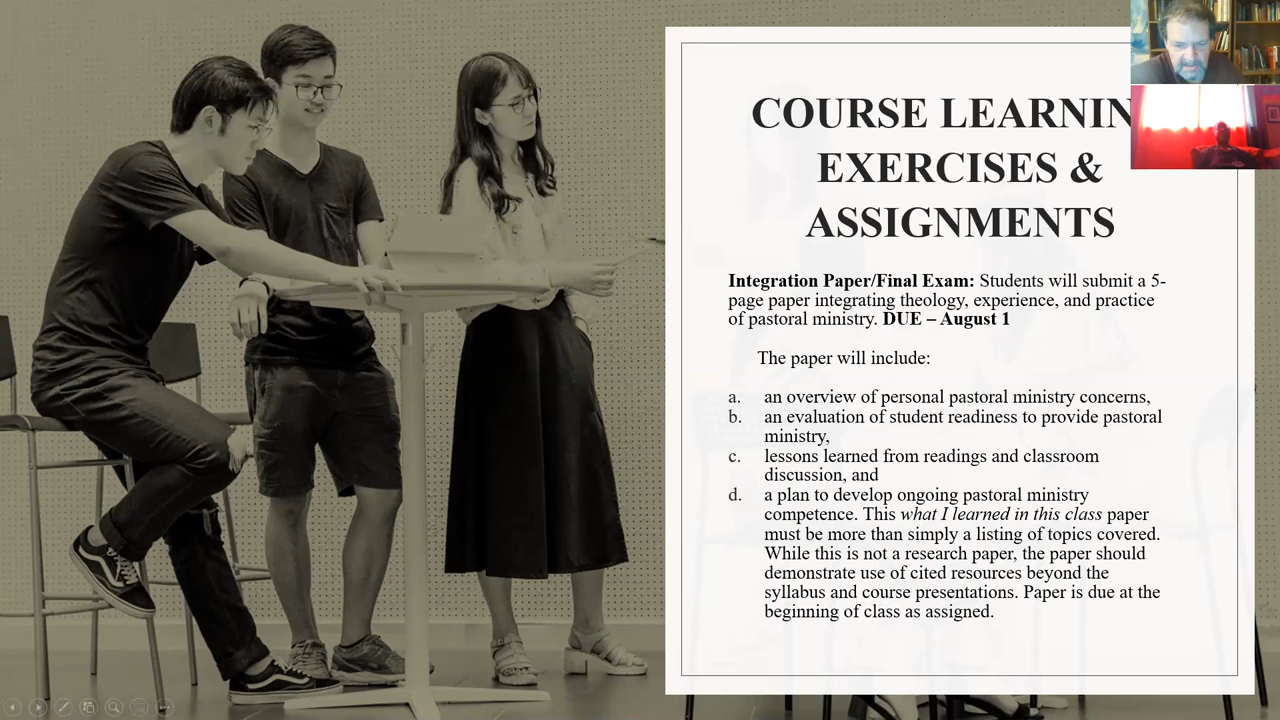 COURSE LEARNIN
EXERCISES &
ASSIGNMENTS
Integration Paper/Final Exam: Students will submit a 5-
page paper integrating theology, experience, and practice
of pastoral ministry. DUE – August 1
The paper will include:
a. an overview of personal pastoral ministry concerns,
b. an evaluation of student readiness to provide pastoral
ministry,
c. lessons learned from readings and classroom
discussion, and
d. a plan to develop ongoing pastoral ministry
competence. This what I learned in this class paper
must be more than simply a listing of topics covered.
While this is not a research paper, the paper should
demonstrate use of cited resources beyond the
syllabus and course presentations. Paper is due at the
beginning of class as assigned.